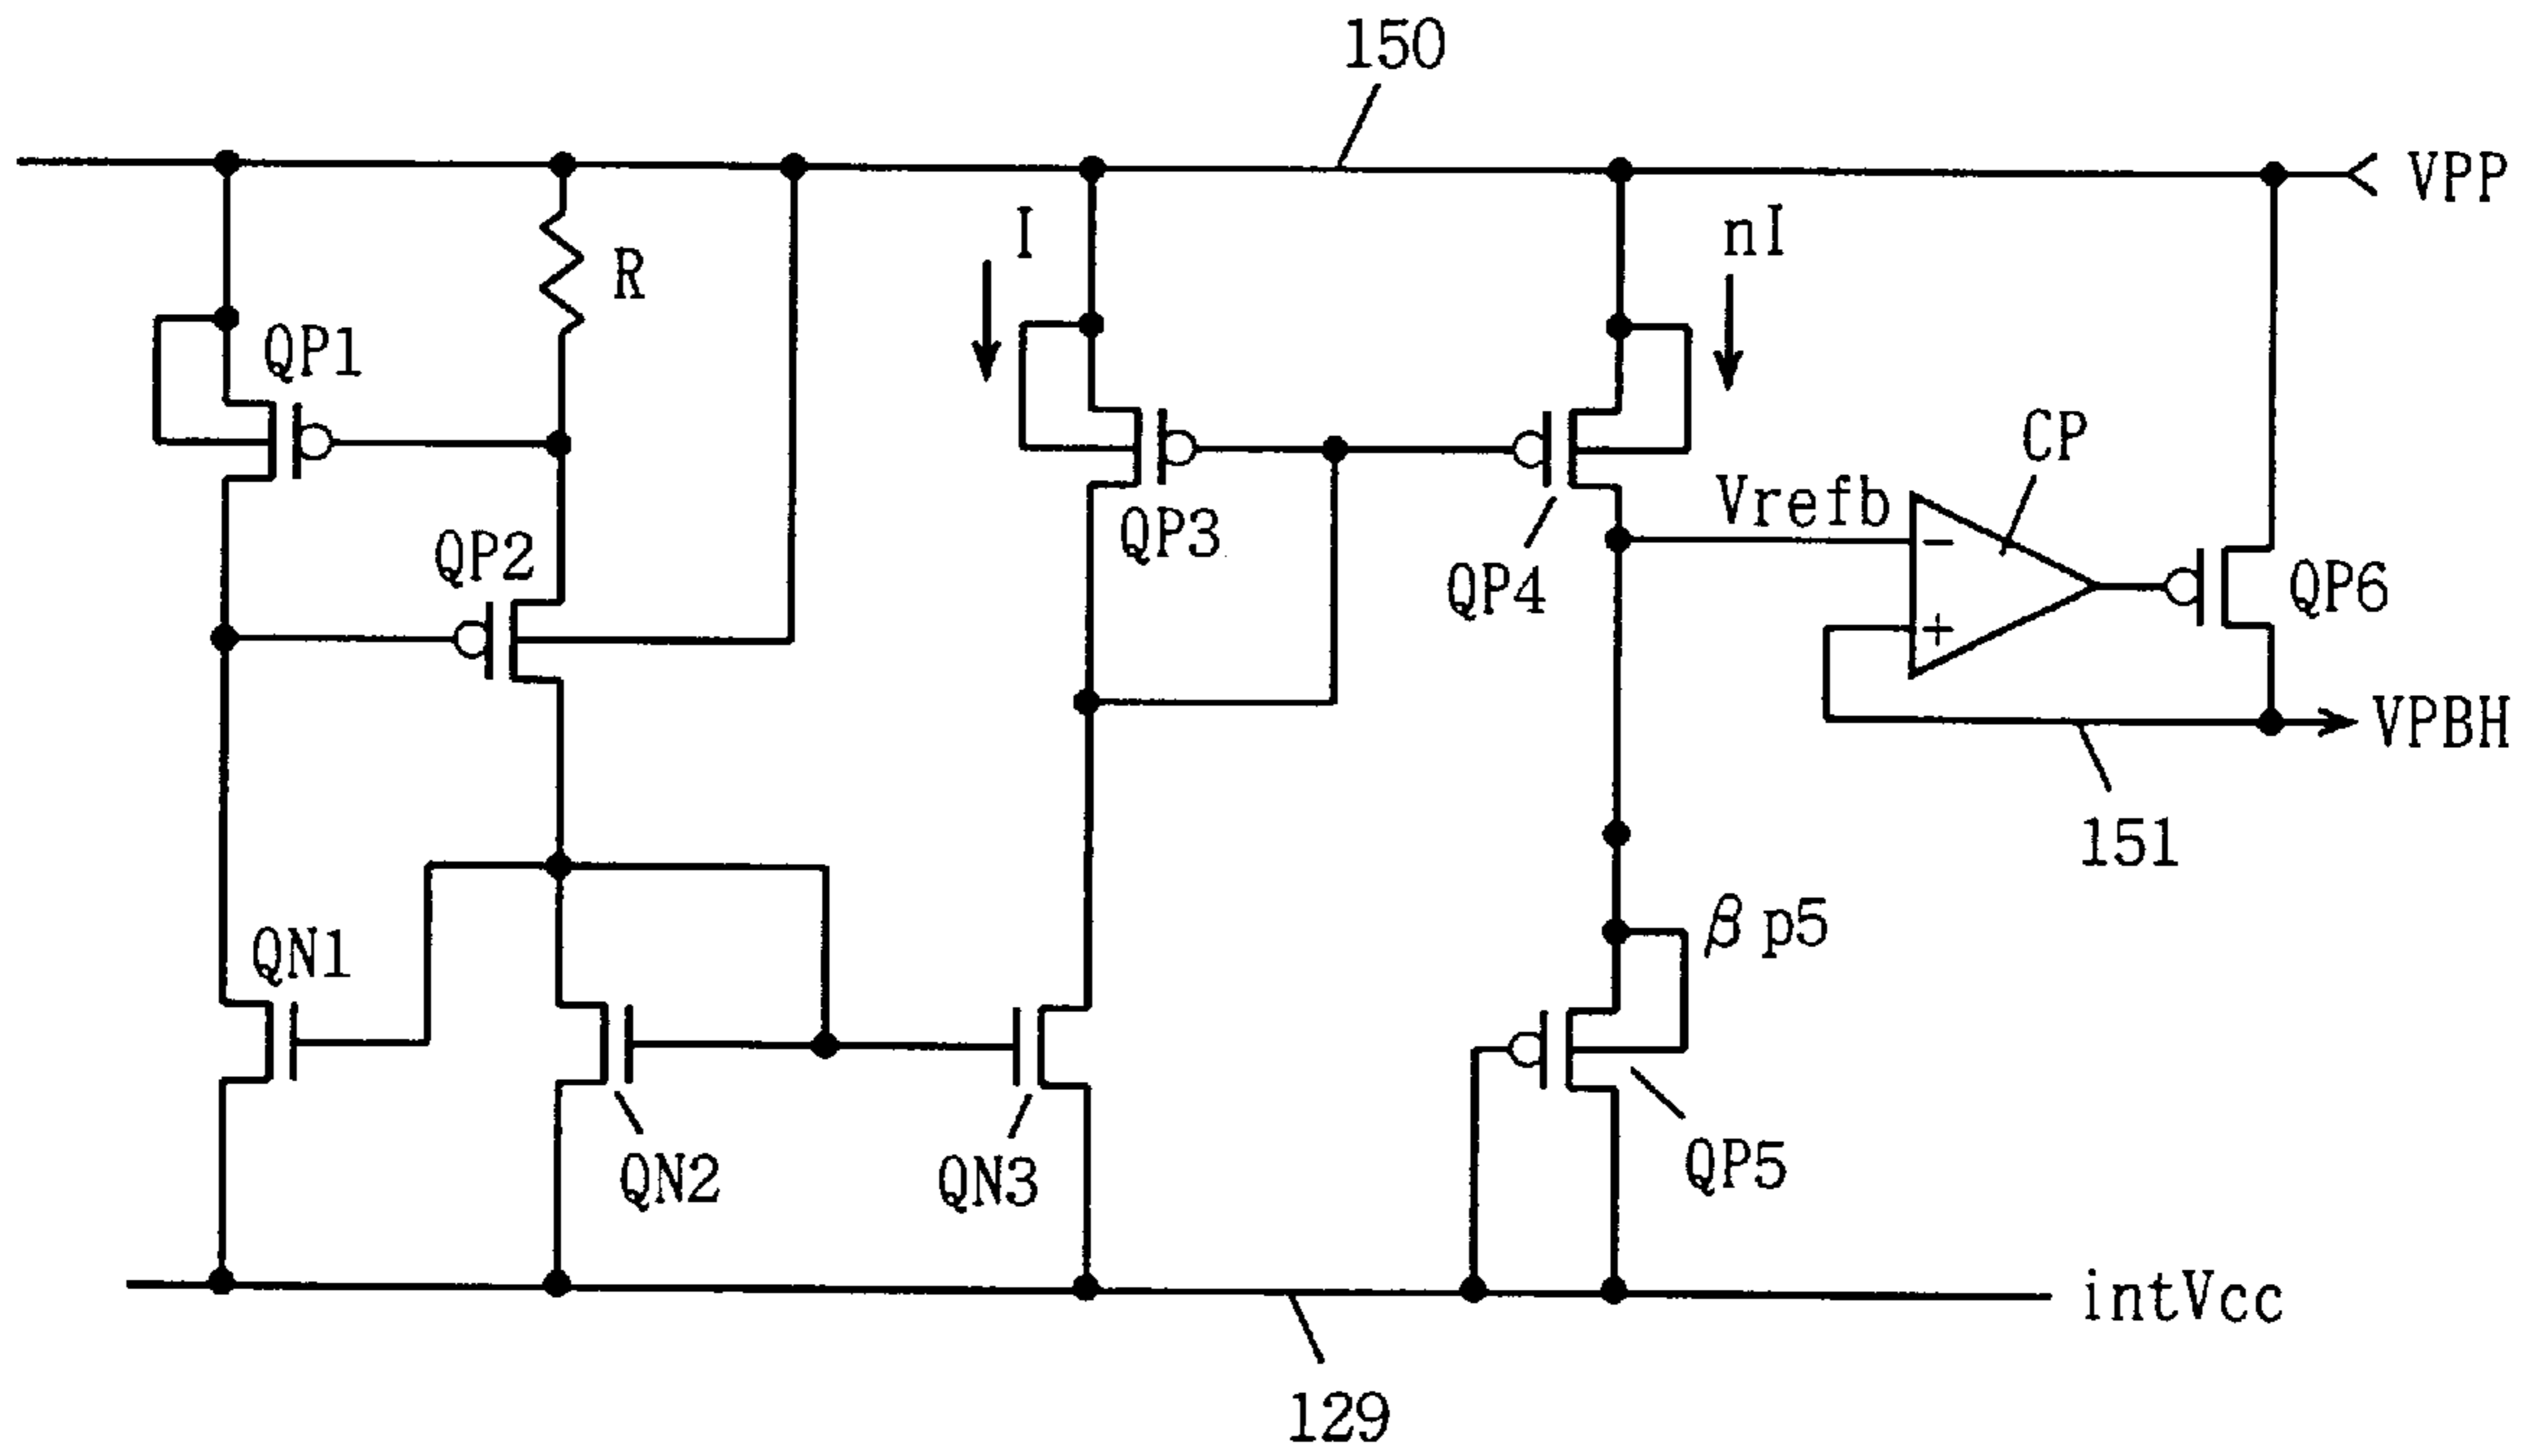 150
VPP
I
nI
R
QP1
CP
Vrefb
QP3
QP2
QP4
QP6
−
+
VPBH
151
βp5
QN1
QP5
QN2
QN3
intVcc
129